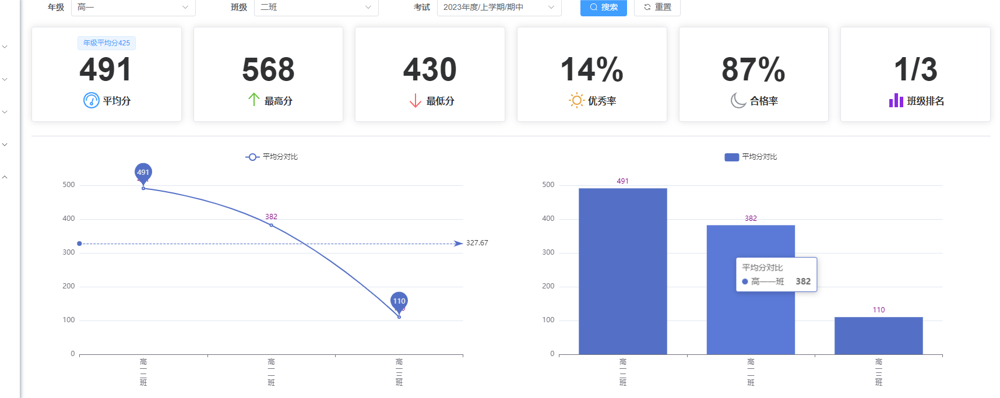 年级 高一 班级 二班 考试 2023年度/上学期/期中 搜索 重置
年级平均分425
491
平均分
568
最高分
430
最低分
14%
优秀率
87%
合格率
1/3
班级排名
平均分对比
491
382
110
327.67
500
400
300
200
100
0
高一二班
高一一班
高一三班
平均分对比
491
382
110
500
400
300
200
100
0
平均分对比
高一一班 382
高一二班
高一一班
高一三班